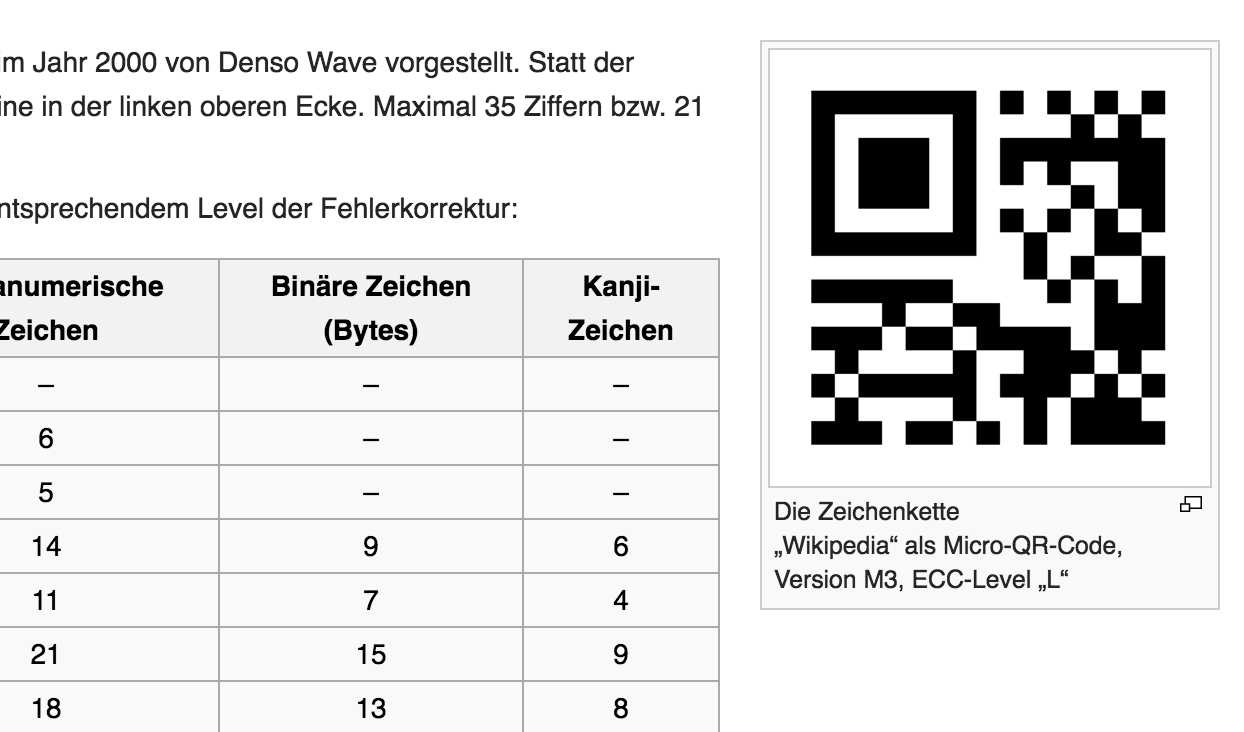 im Jahr 2000 von Denso Wave vorgestellt. Statt der
ine in der linken oberen Ecke. Maximal 35 Ziffern bzw. 21
ntsprechendem Level der Fehlerkorrektur:
anumerische Zeichen Binäre Zeichen (Bytes) Kanji-Zeichen
– – –
6 – –
5 – –
14 9 6
11 7 4
21 15 9
18 13 8
Die Zeichenkette
„Wikipedia“ als Micro-QR-Code,
Version M3, ECC-Level „L“